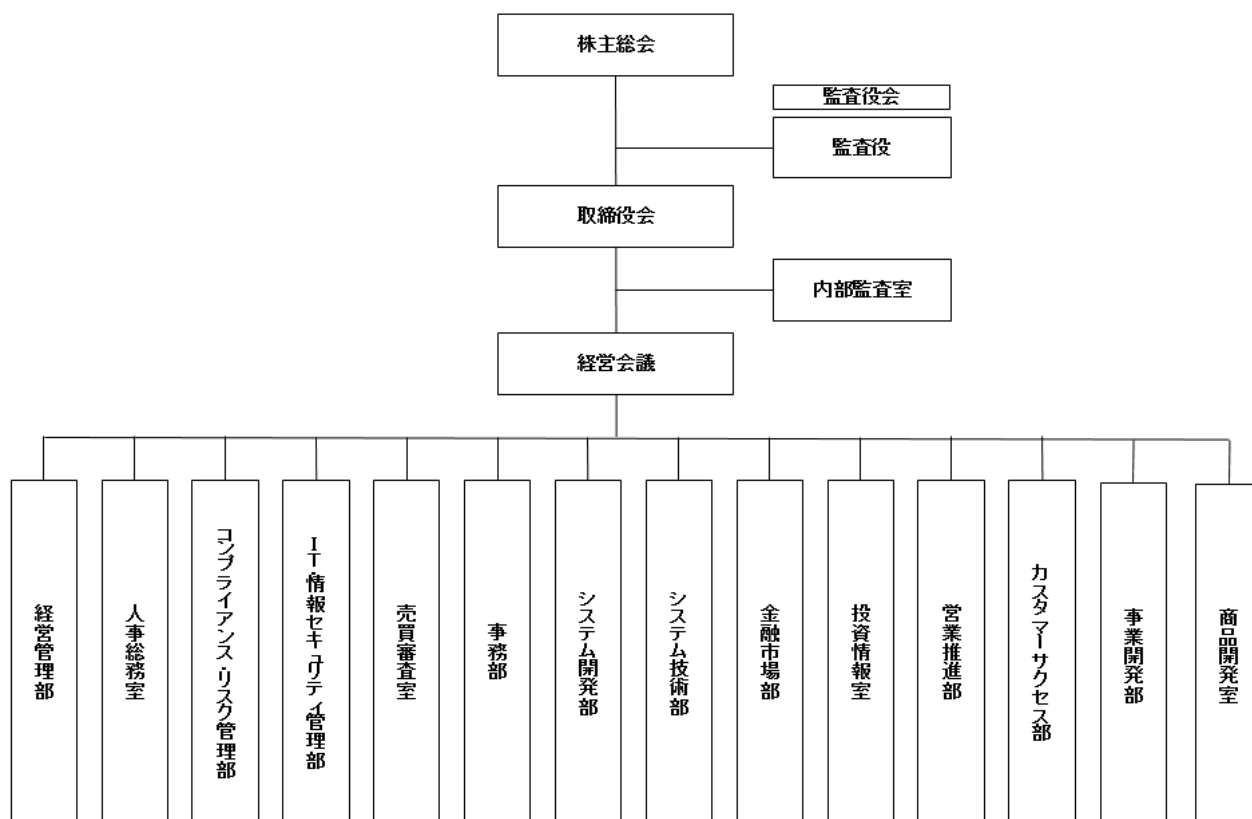 株主総会
監査役会
監査役
取締役会
内部監査室
経営会議
経営管理部
人事総務室
コンプライアンス・リスク管理部
IT・情報セキュリティ管理部
売買審査室
事務部
システム開発部
システム技術部
金融市場部
投資情報室
営業推進部
カスタマーサクセス部
事業開発部
商品開発室